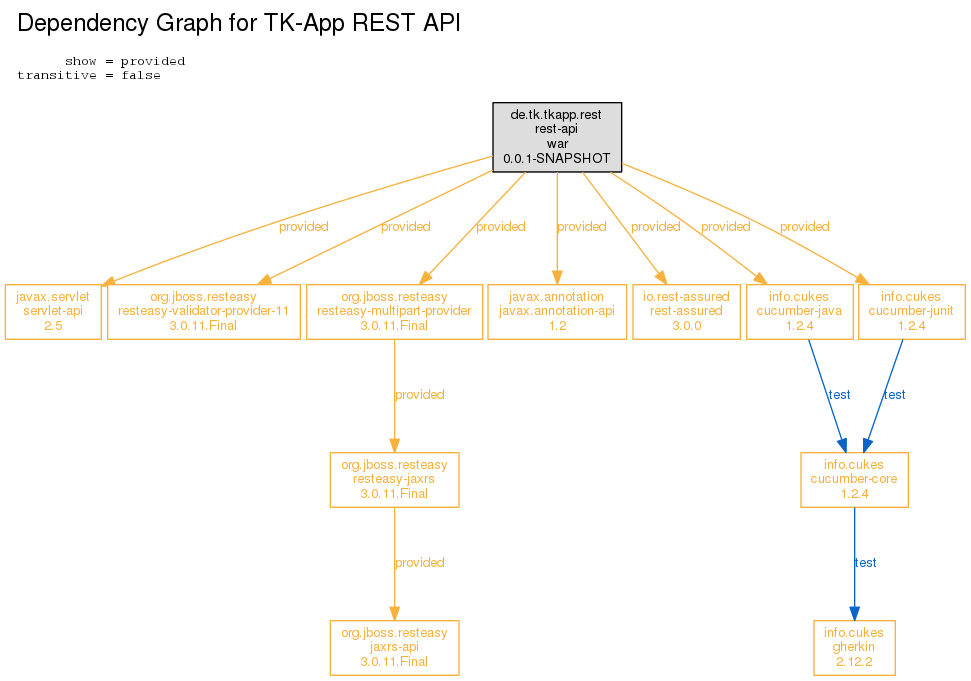 Dependency Graph for TK-App REST API
show = provided
transitive = false
de.tk.tkapp.rest
rest-api
war
0.0.1-SNAPSHOT
provided
provided
provided
provided
provided
provided
provided
javax.servlet
servlet-api
2.5
org.jboss.resteasy
resteasy-validator-provider-11
3.0.11.Final
org.jboss.resteasy
resteasy-multipart-provider
3.0.11.Final
javax.annotation
javax.annotation-api
1.2
io.rest-assured
rest-assured
3.0.0
info.cukes
cucumber-java
1.2.4
info.cukes
cucumber-junit
1.2.4
provided
test
test
org.jboss.resteasy
resteasy-jaxrs
3.0.11.Final
info.cukes
cucumber-core
1.2.4
provided
test
org.jboss.resteasy
jaxrs-api
3.0.11.Final
info.cukes
gherkin
2.12.2